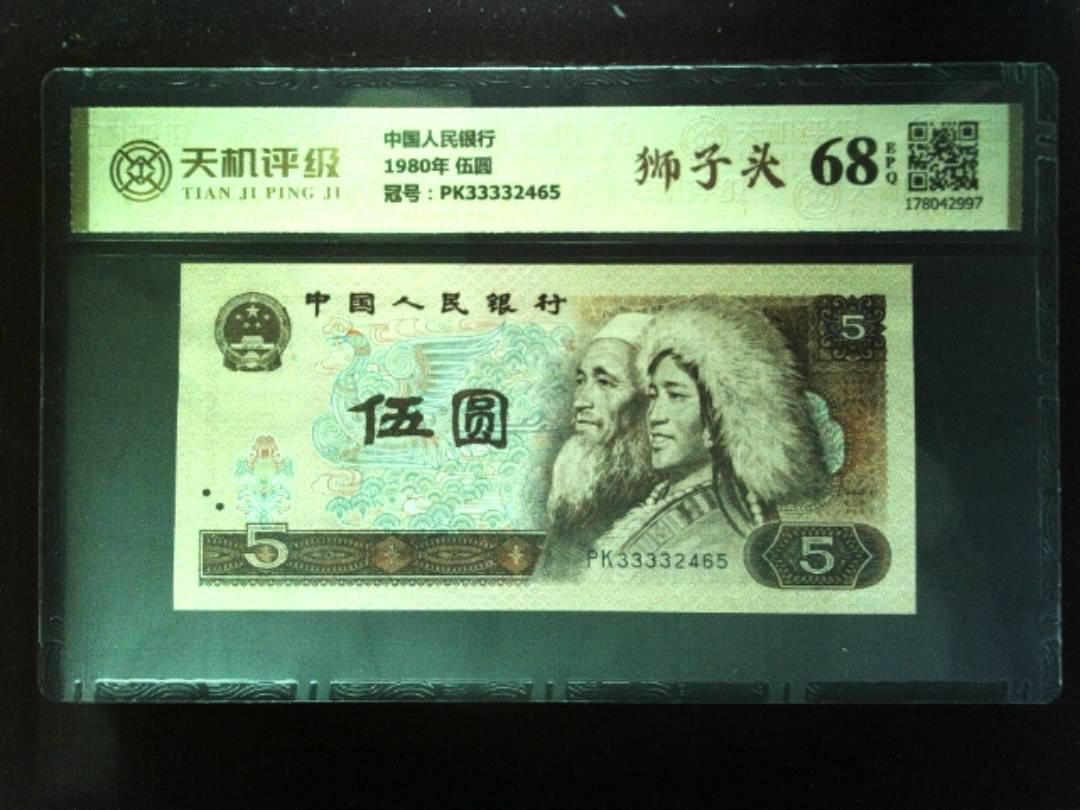 天机评级
TIAN JI PING JI
中国人民银行
1980年 伍圆
冠号：PK33332465
狮子头
68
EPQ
178042997
中国人民银行
5
伍圆
5
PK33332465
5